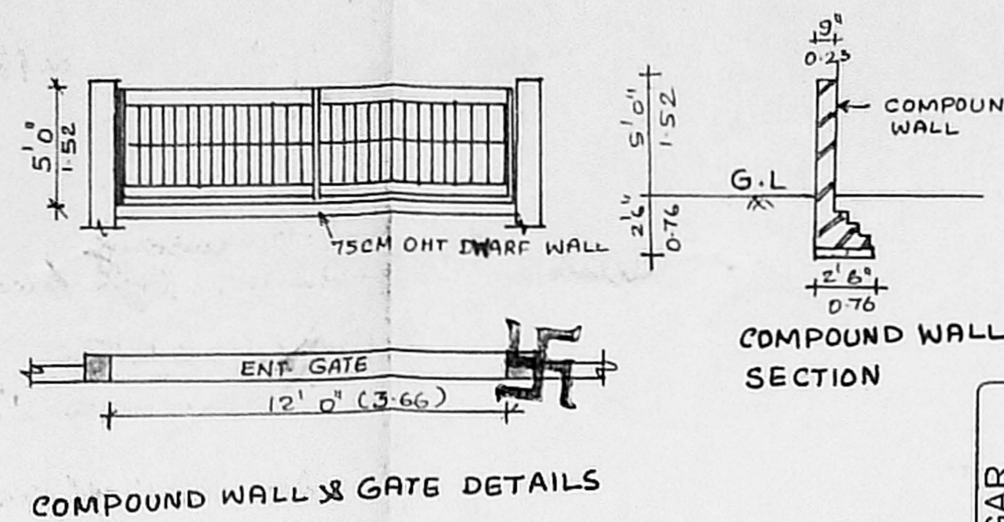 9"
0.23
5' 0"
1.52
5' 0"
1.52
COMPOUN
WALL
G.L
2'6"
0.76
75CM OHT DWARF WALL
2' 6"
0.76
COMPOUND WALL
SECTION
ENT GATE
12' 0" (3.66)
COMPOUND WALL & GATE DETAILS
GAR